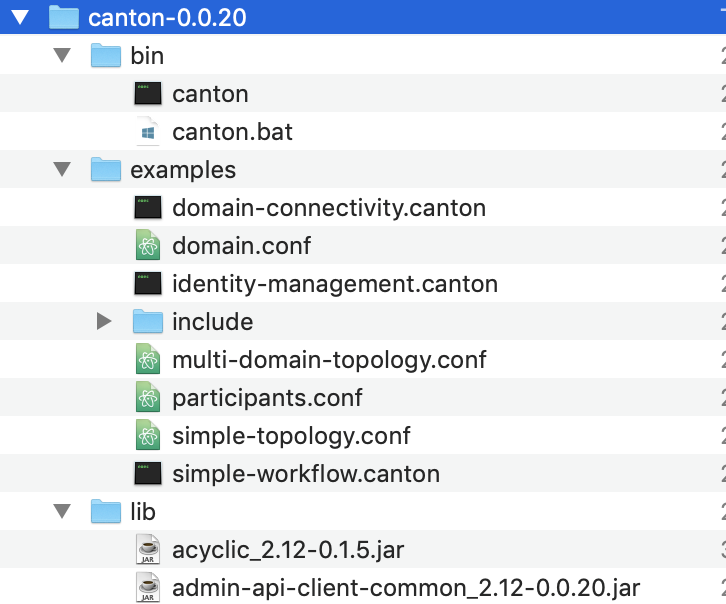 canton-0.0.20
bin
canton
canton.bat
examples
domain-connectivity.canton
domain.conf
identity-management.canton
include
multi-domain-topology.conf
participants.conf
simple-topology.conf
simple-workflow.canton
lib
acyclic_2.12-0.1.5.jar
admin-api-client-common_2.12-0.0.20.jar